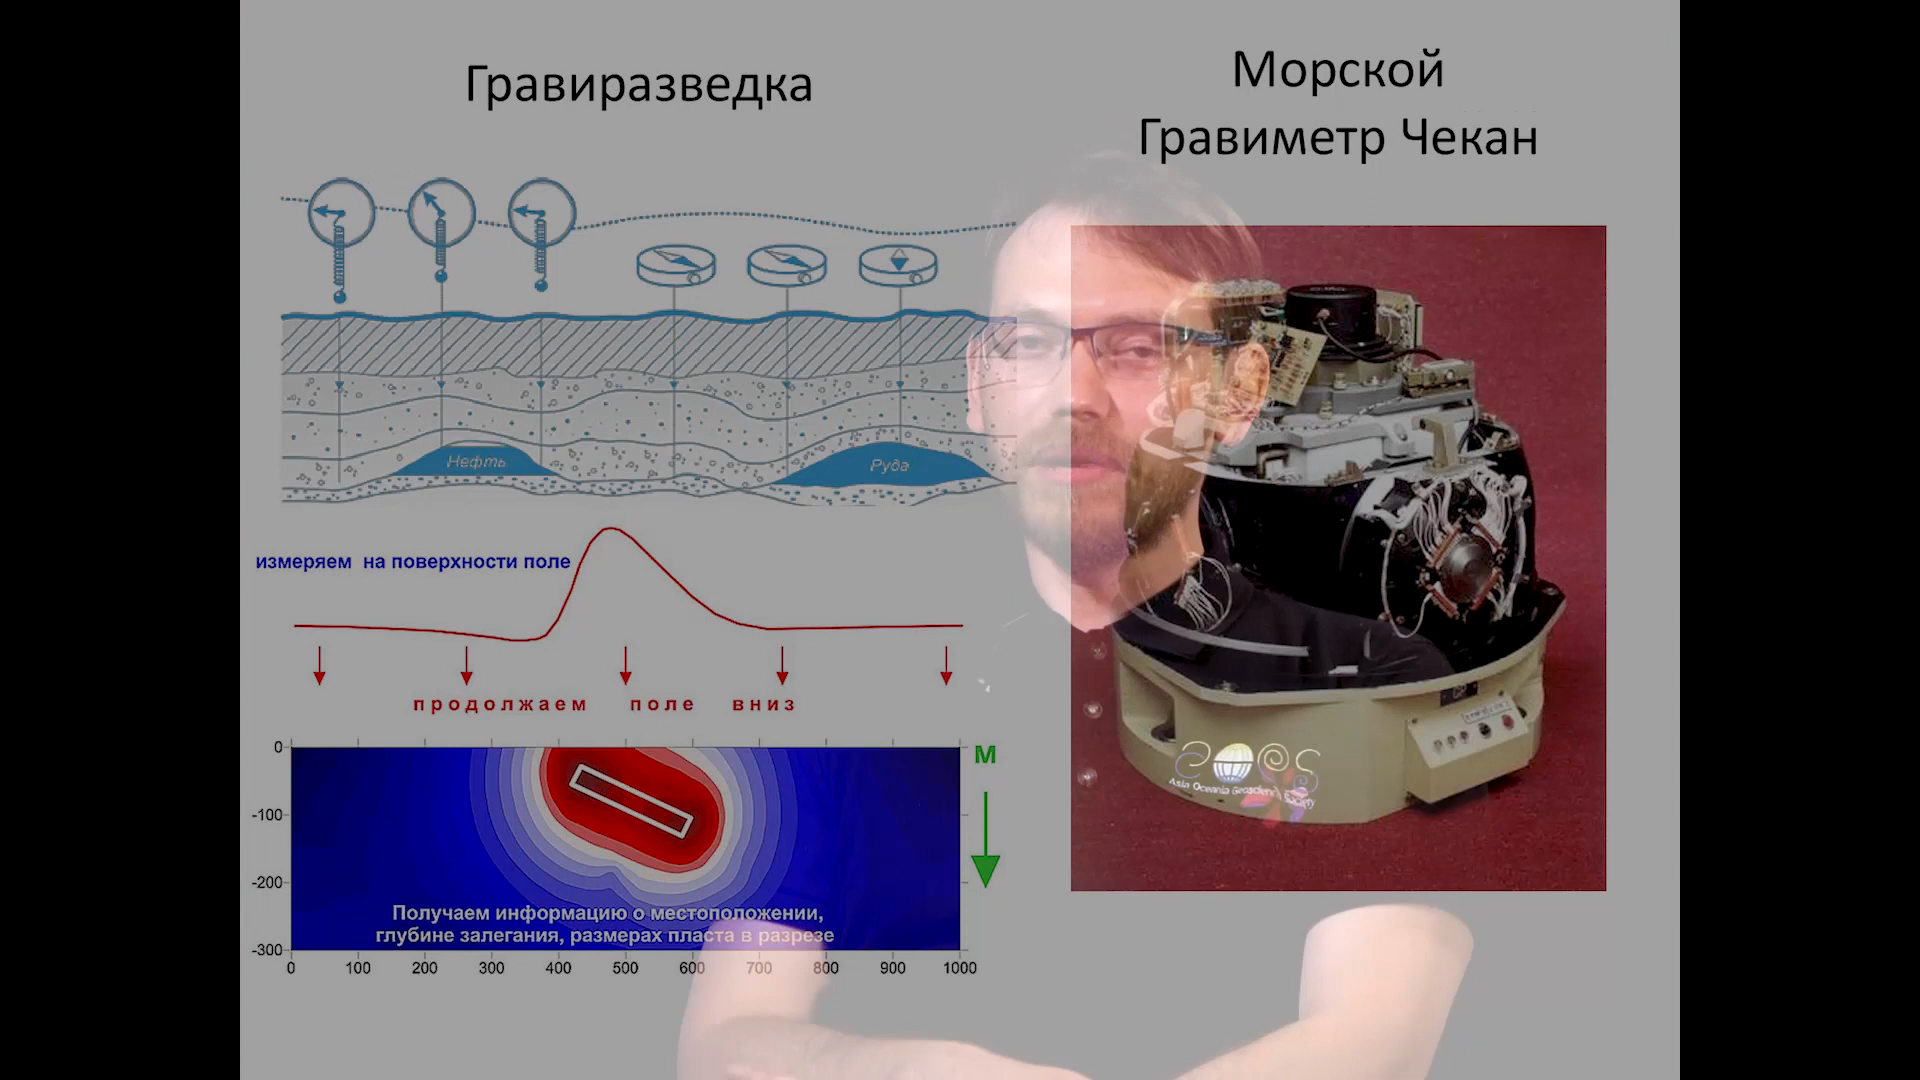 Гравиразведка
Морской
Гравиметр Чекан
Нефть
Руда
измеряем на поверхности поле
продолжаем поле вниз
0
-100
-200
-300
М
Получаем информацию о местоположении,
глубине залегания, размерах пласта в разрезе
0 100 200 300 400 500 600 700 800 900 1000
Asia Oceania Geosciences Society